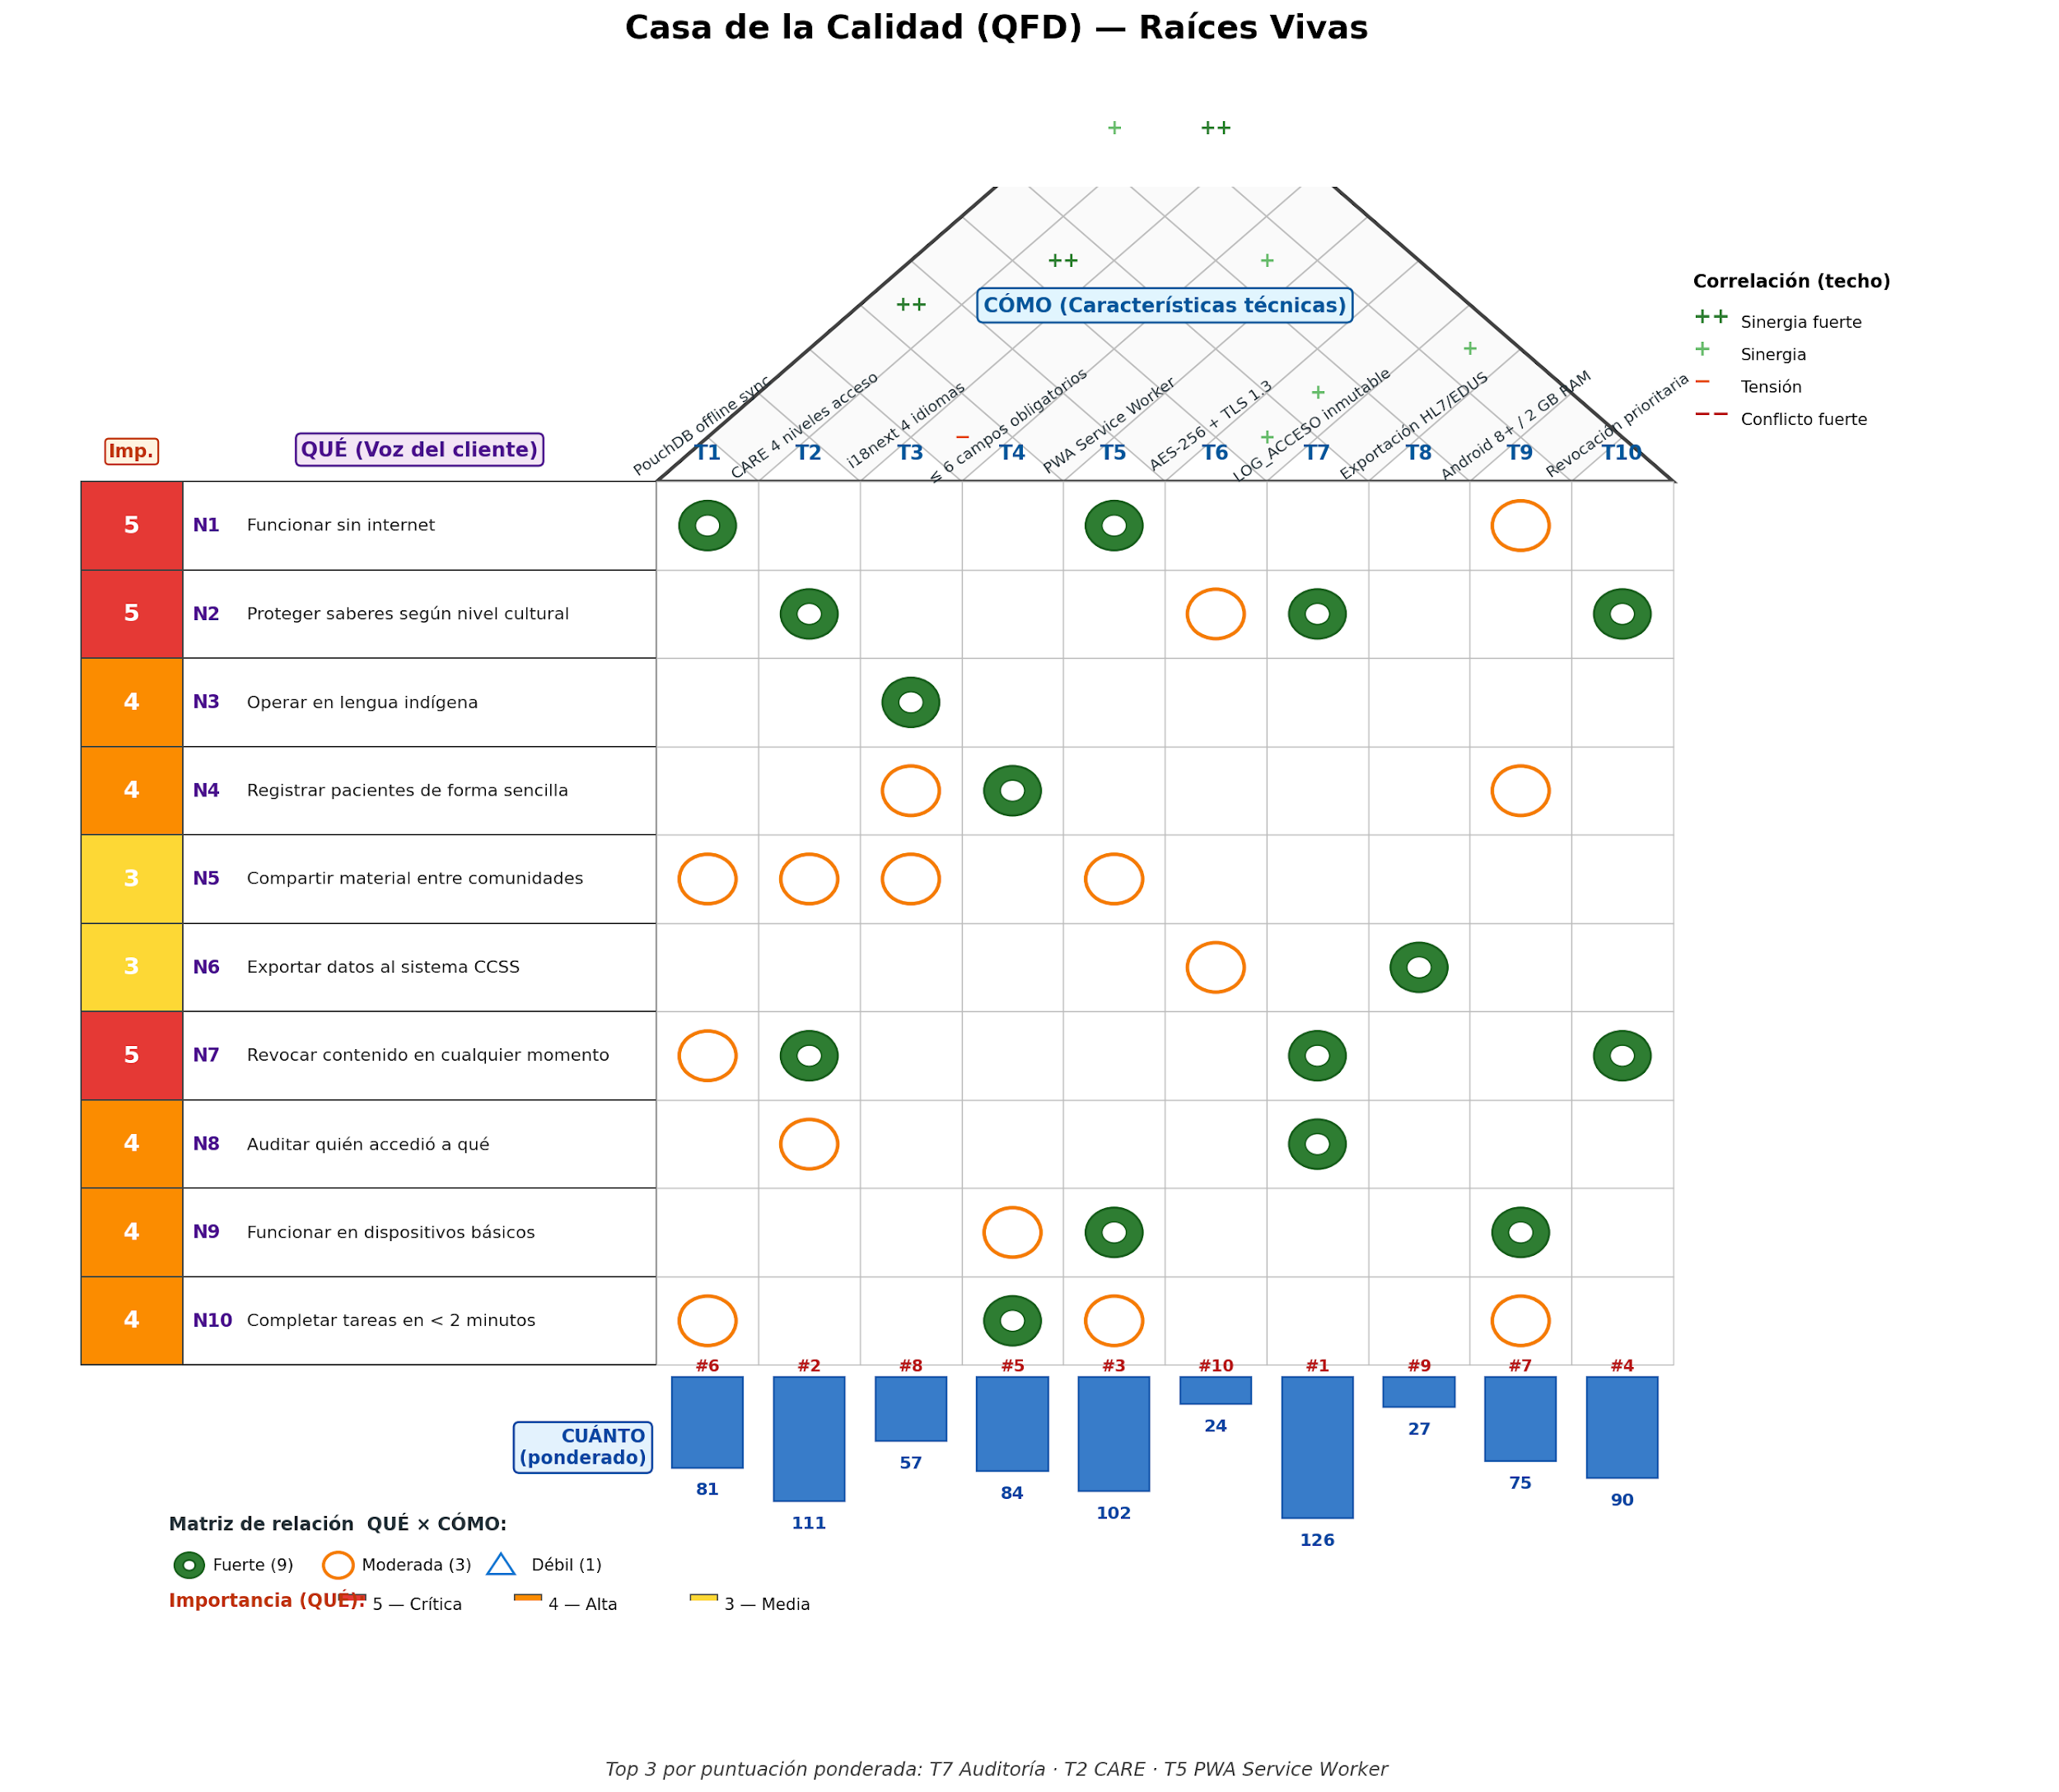 Casa de la Calidad (QFD) — Raíces Vivas
+ ++
++ +
++
CÓMO (Características técnicas)
+
+
− +
Correlación (techo)
++ Sinergia fuerte
+ Sinergia
− Tensión
−− Conflicto fuerte
PouchDB offline sync
CARE 4 niveles acceso
i18next 4 idiomas
≤ 6 campos obligatorios
PWA Service Worker
AES-256 + TLS 1.3
LOG_ACCESO inmutable
Exportación HL7/EDUS
Android 8+ / 2 GB RAM
Revocación prioritaria
Imp. QUÉ (Voz del cliente) T1 T2 T3 T4 T5 T6 T7 T8 T9 T10
5 N1 Funcionar sin internet
5 N2 Proteger saberes según nivel cultural
4 N3 Operar en lengua indígena
4 N4 Registrar pacientes de forma sencilla
3 N5 Compartir material entre comunidades
3 N6 Exportar datos al sistema CCSS
5 N7 Revocar contenido en cualquier momento
4 N8 Auditar quién accedió a qué
4 N9 Funcionar en dispositivos básicos
4 N10 Completar tareas en < 2 minutos
#6 #2 #8 #5 #3 #10 #1 #9 #7 #4
CUÁNTO
(ponderado)
81 111 57 84 102 24 126 27 75 90
Matriz de relación QUÉ × CÓMO:
Fuerte (9) Moderada (3) Débil (1)
Importancia (QUÉ): 5 — Crítica 4 — Alta 3 — Media
Top 3 por puntuación ponderada: T7 Auditoría · T2 CARE · T5 PWA Service Worker